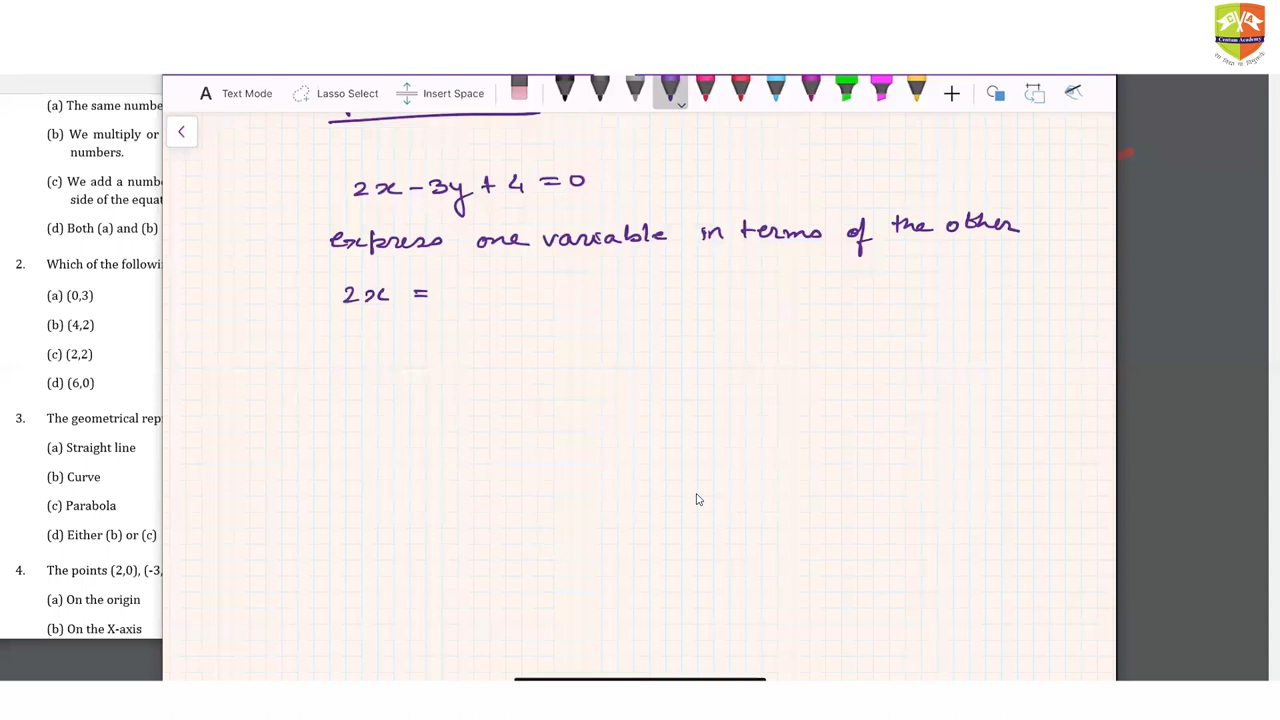 Centum Academy
A Text Mode Lasso Select Insert Space
(a) The same numbe
(b) We multiply or
numbers.
(c) We add a numbe
side of the equat
(d) Both (a) and (b)
2. Which of the followi
(a) (0,3)
(b) (4,2)
(c) (2,2)
(d) (6,0)
3. The geometrical rep
(a) Straight line
(b) Curve
(c) Parabola
(d) Either (b) or (c)
4. The points (2,0), (-3,
(a) On the origin
(b) On the X-axis
2x - 3y + 4 = 0
express one variable in terms of the other
2x =